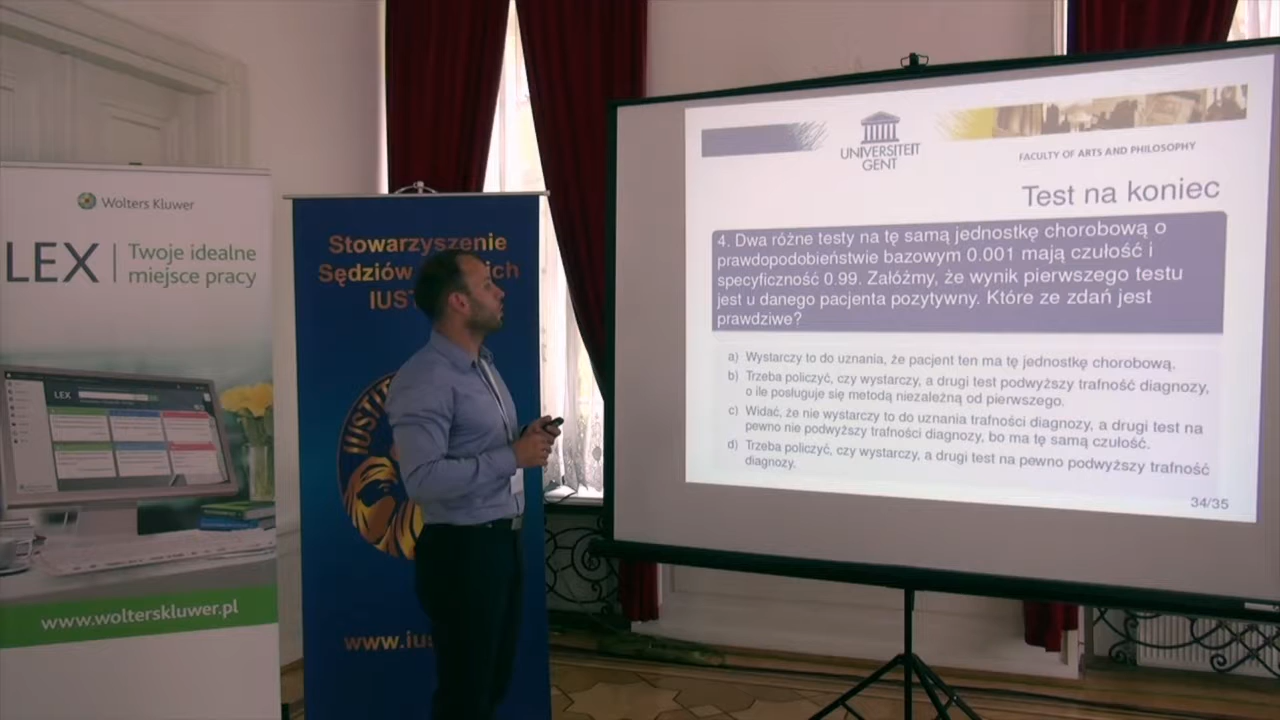 Wolters Kluwer
LEX
Twoje idealne
miejsce pracy
LEX
www.wolterskluwer.pl
Stowarzyszenie
Sędziów
IUST
IUSTIT
www.ius
UNIVERSITEIT
GENT
FACULTY OF ARTS AND PHILOSOPHY
Test na koniec
4. Dwa różne testy na tę samą jednostkę chorobową o
prawdopodobieństwie bazowym 0.001 mają czułość i
specyficzność 0.99. Załóżmy, że wynik pierwszego testu
jest u danego pacjenta pozytywny. Które ze zdań jest
prawdziwe?
a) Wystarczy to do uznania, że pacjent ten ma tę jednostkę chorobową.
b) Trzeba policzyć, czy wystarczy, a drugi test podwyższy trafność diagnozy,
o ile posługuje się metodą niezależną od pierwszego.
c) Widać, że nie wystarczy to do uznania trafności diagnozy, a drugi test na
pewno nie podwyższy trafności diagnozy, bo ma tę samą czułość.
d) Trzeba policzyć, czy wystarczy, a drugi test na pewno podwyższy trafność
diagnozy.
34/35